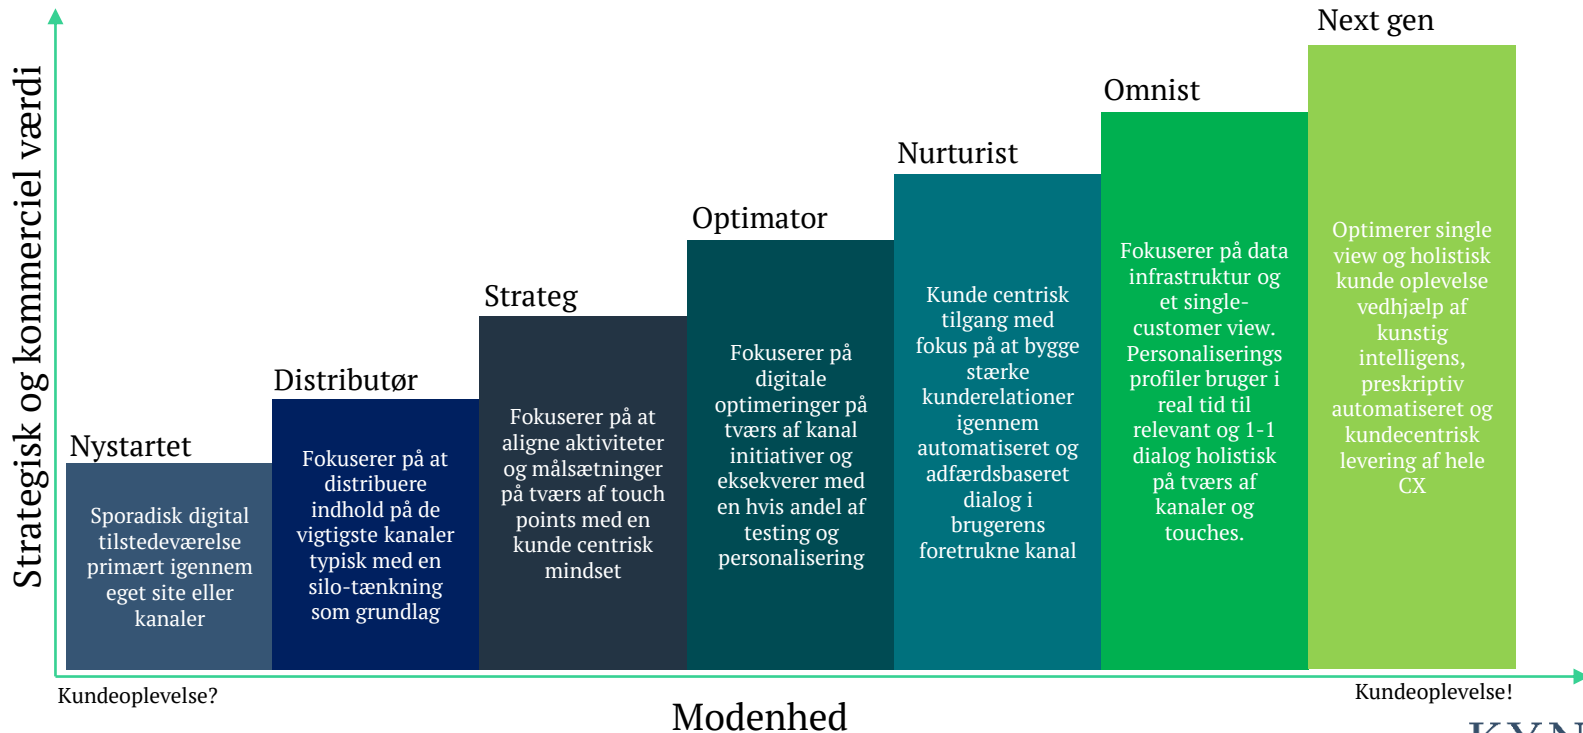 Strategisk og kommerciel værdi
Nystartet
Sporadisk digital
tilstedeværelse
primært igennem
eget site eller
kanaler
Distributør
Fokuserer på at
distribuere
indhold på de
vigtigste kanaler
typisk med en
silo-tænkning
som grundlag
Strateg
Fokuserer på at
aligne aktiviteter
og målsætninger
på tværs af touch
points med en
kunde centrisk
mindset
Optimator
Fokuserer på
digitale
optimeringer på
tværs af kanal
initiativer og
eksekverer med
en hvis andel af
testing og
personalisering
Nurturist
Kunde centrisk
tilgang med
fokus på at bygge
stærke
kunderelationer
igennem
automatiseret og
adfærdsbaseret
dialog i
brugerens
foretrukne kanal
Omnist
Fokuserer på data
infrastruktur og
et single-
customer view.
Personaliserings
profiler bruger i
real tid til
relevant og 1-1
dialog holistisk
på tværs af
kanaler og
touches.
Next gen
Optimerer single
view og holistisk
kunde oplevelse
vedhjælp af
kunstig
intelligens,
preskriptiv
automatiseret og
kundecentrisk
levering af hele
CX
Kundeoplevelse?
Kundeoplevelse!
Modenhed